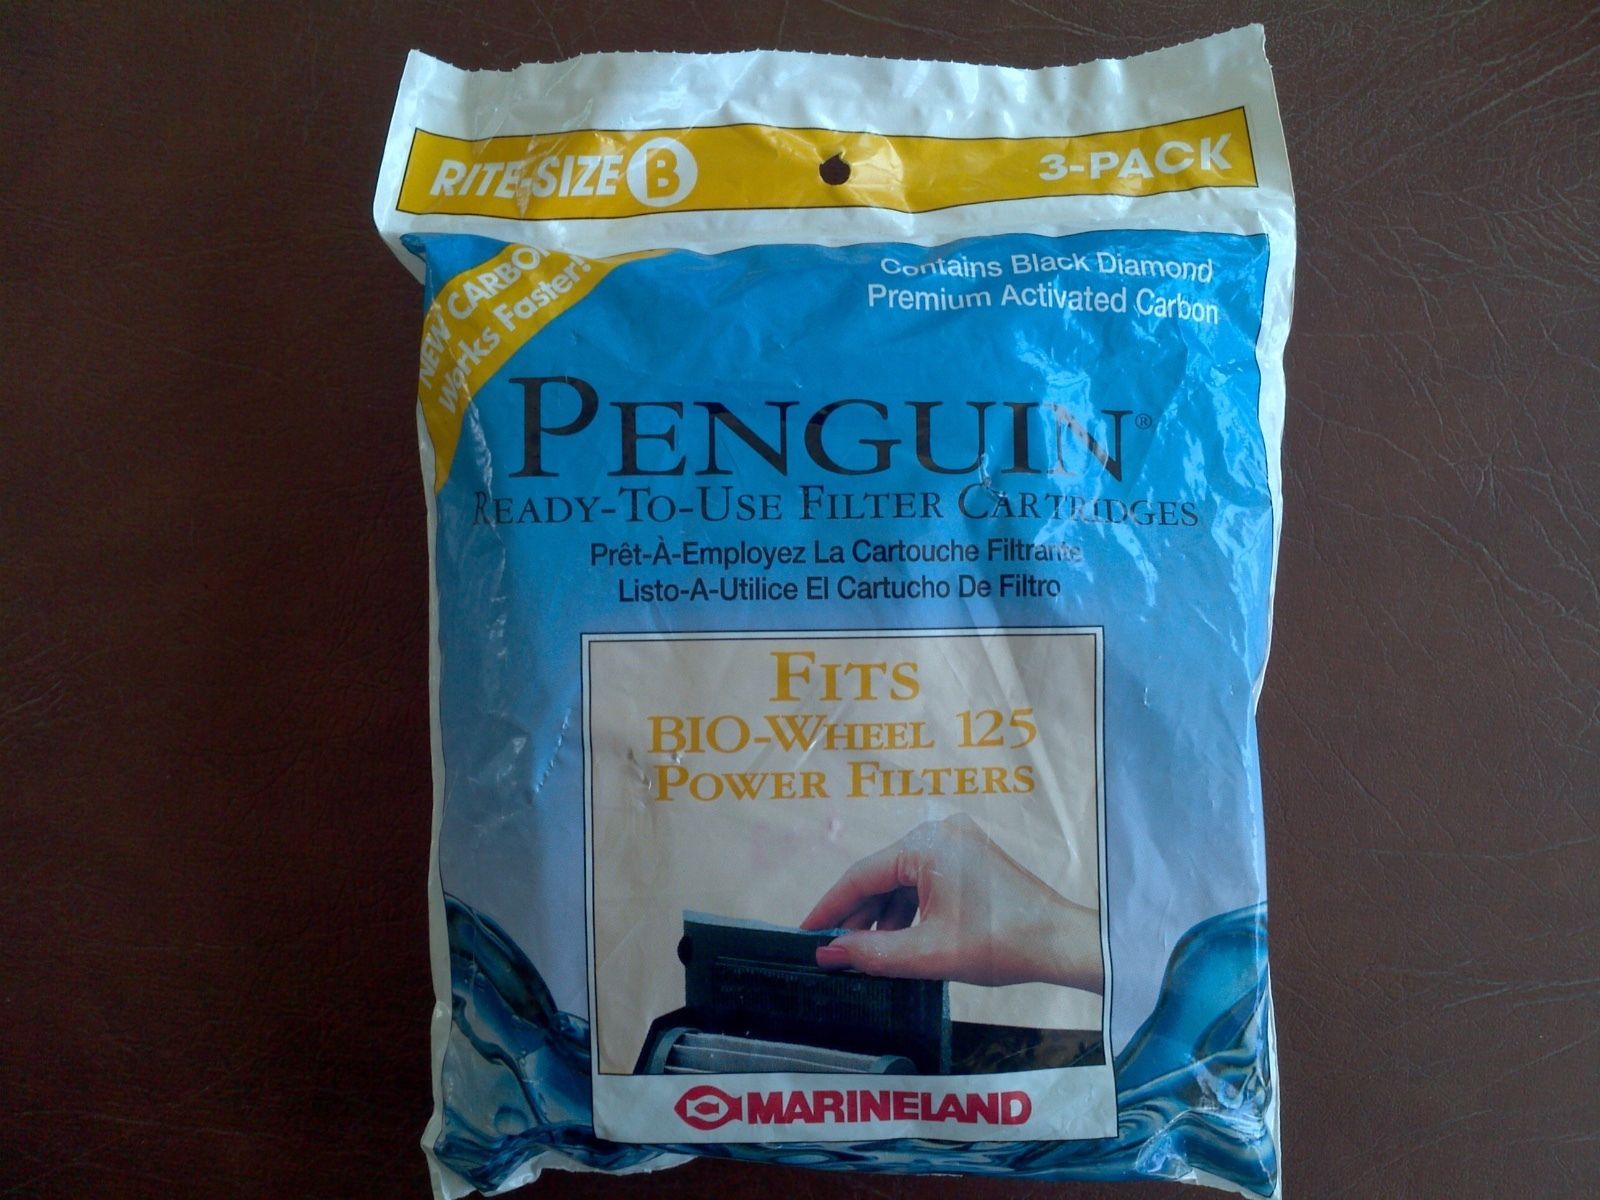 RITE-SIZE B
3-PACK
NEW CARBON
Works Faster!
Contains Black Diamond
Premium Activated Carbon
PENGUIN®
READY-TO-USE FILTER CARTRIDGES
Prêt-À-Employez La Cartouche Filtrante
Listo-A-Utilice El Cartucho De Filtro
FITS
BIO-WHEEL 125
POWER FILTERS
MARINELAND